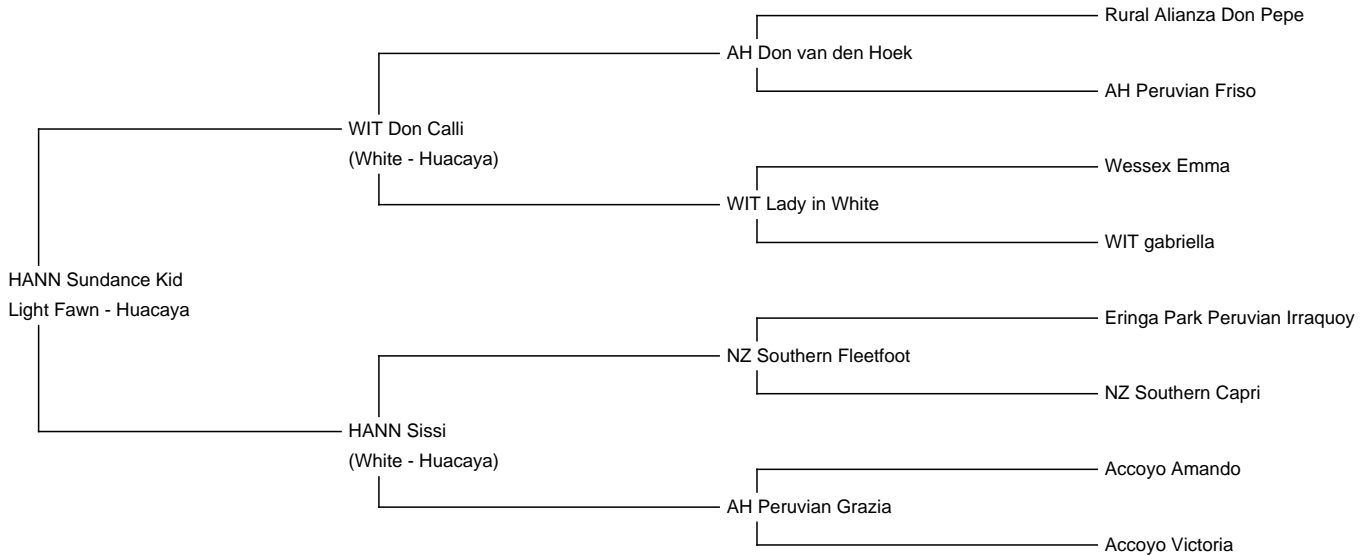 Rural Alianza Don Pepe
AH Don van den Hoek
AH Peruvian Friso
WIT Don Calli
(White - Huacaya)
Wessex Emma
WIT Lady in White
WIT gabriella
HANN Sundance Kid
Light Fawn - Huacaya
Eringa Park Peruvian Irraquoy
NZ Southern Fleetfoot
NZ Southern Capri
HANN Sissi
(White - Huacaya)
Accoyo Amando
AH Peruvian Grazia
Accoyo Victoria